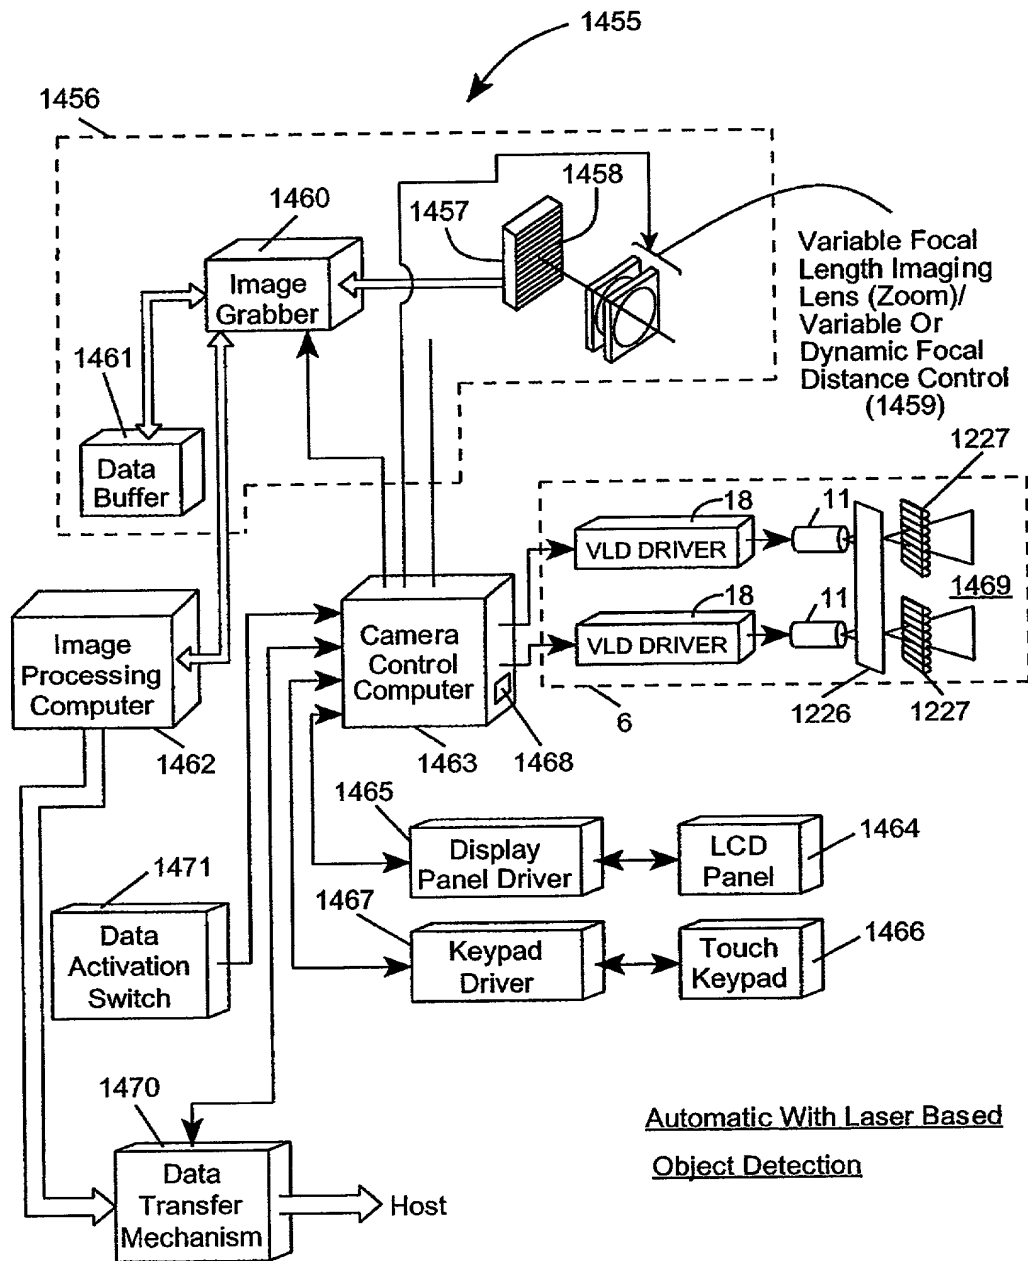 1455
1456
1458
1460
1457
Image
Grabber
Variable Focal
Length Imaging
Lens (Zoom)/
Variable Or
Dynamic Focal
Distance Control
(1459)
1461
Data
Buffer
1227
18
11
VLD DRIVER
1469
18
11
VLD DRIVER
Image
Processing
Computer
Camera
Control
Computer
1462
1463
1468
6
1226
1227
1465
Display
Panel Driver
LCD
Panel
1464
1471
Data
Activation
Switch
1467
Keypad
Driver
Touch
Keypad
1466
1470
Data
Transfer
Mechanism
Host
Automatic With Laser Based
Object Detection